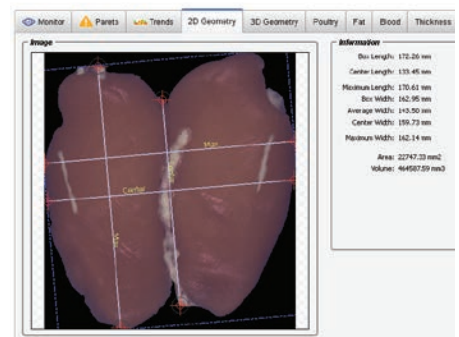 Monitor Parets Trends 2D Geometry 3D Geometry Poultry Fat Blood Thickness
Image
Max
Center
Max
Information
Box Length: 172.26 mm
Center Length: 133.45 mm
Maximum Length: 170.61 mm
Box Width: 162.95 mm
Average Width: 143.50 mm
Center Width: 159.73 mm
Maximum Width: 162.14 mm
Area: 22747.33 mm2
Volume: 464587.59 mm3